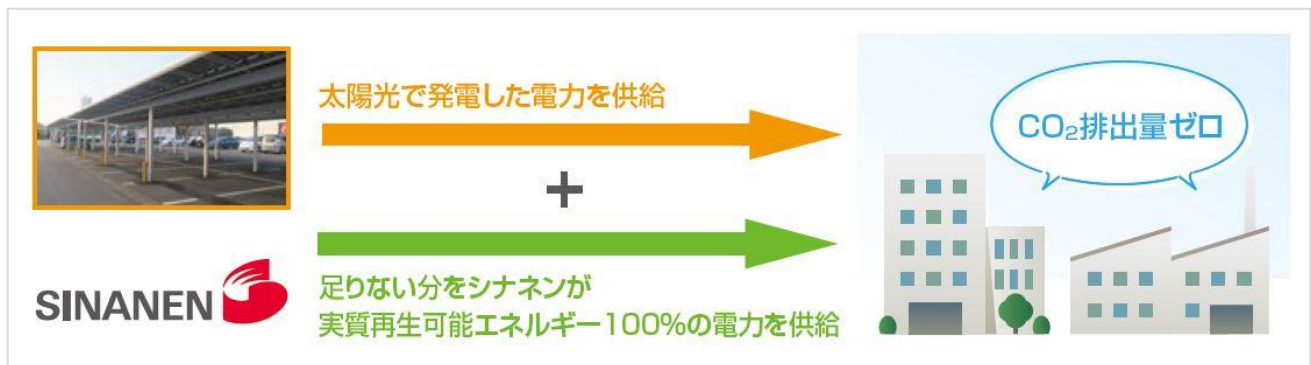 太陽光で発電した電力を供給
+
SINANEN
足りない分をシナネンが
実質再生可能エネルギー100%の電力を供給
CO₂排出量ゼロ